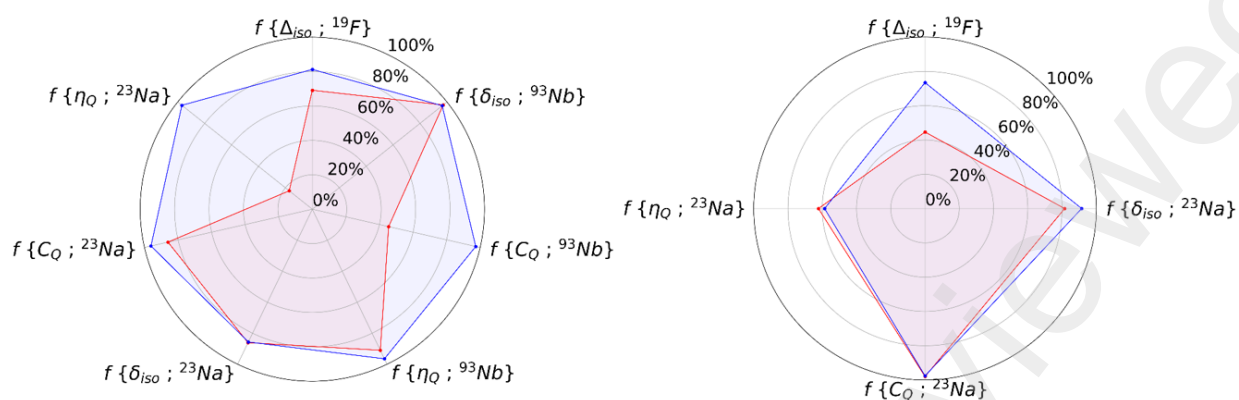 f {Δiso ; ¹⁹F}
100%
80%
60%
40%
20%
0%
f {δiso ; ⁹³Nb}
f {CQ ; ⁹³Nb}
f {ηQ ; ⁹³Nb}
f {δiso ; ²³Na}
f {CQ ; ²³Na}
f {ηQ ; ²³Na}
f {Δiso ; ¹⁹F}
100%
80%
60%
40%
20%
0%
f {δiso ; ²³Na}
f {CQ ; ²³Na}
f {ηQ ; ²³Na}
viewed